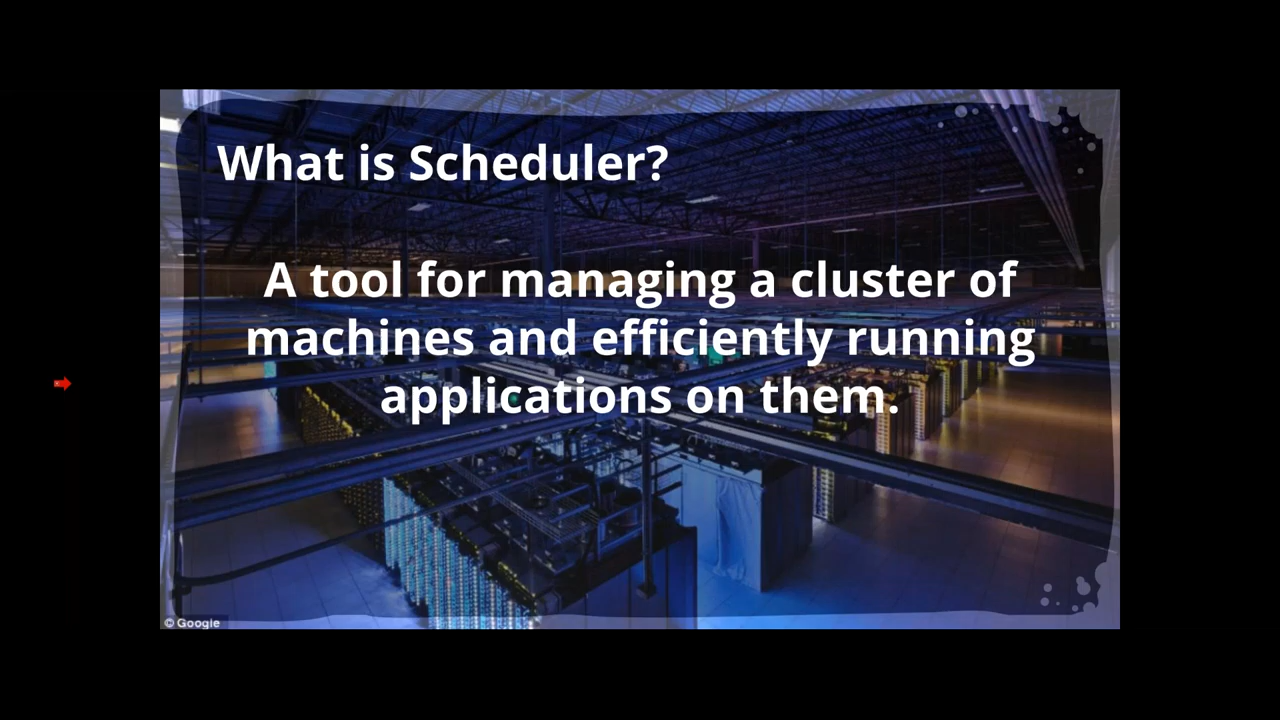 What is Scheduler?
A tool for managing a cluster of
machines and efficiently running
applications on them.
© Google